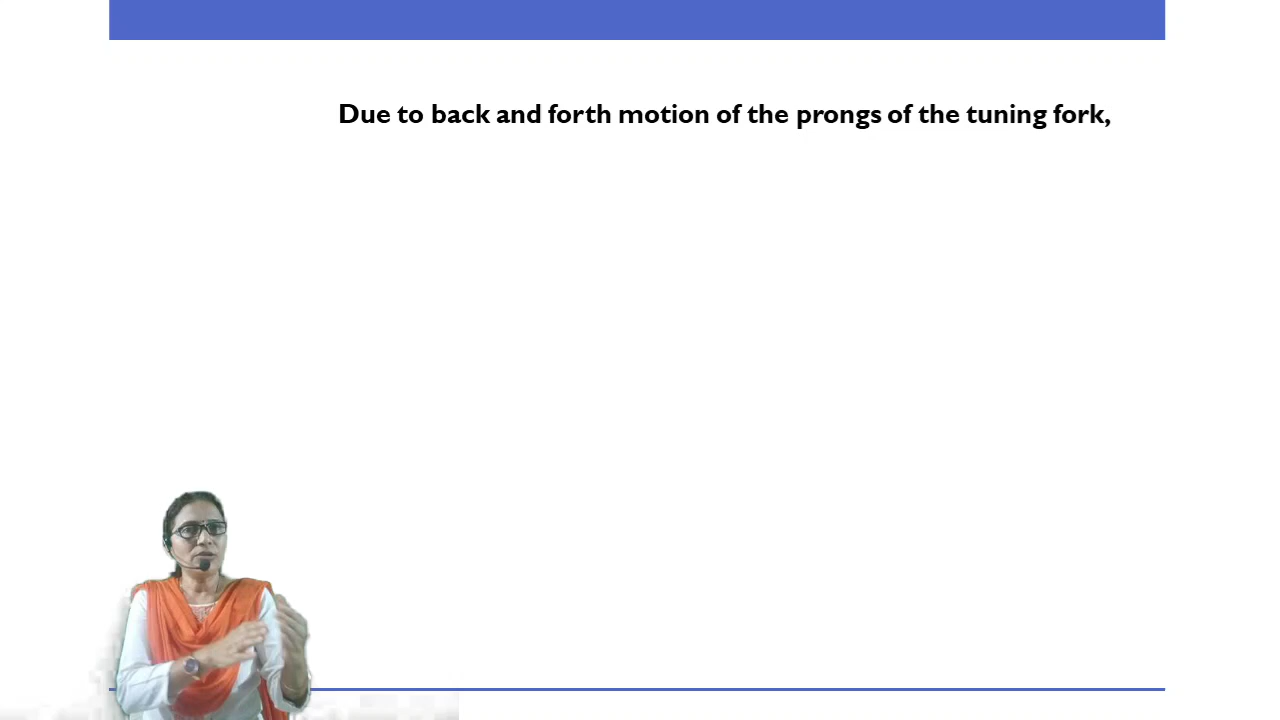 Due to back and forth motion of the prongs of the tuning fork,